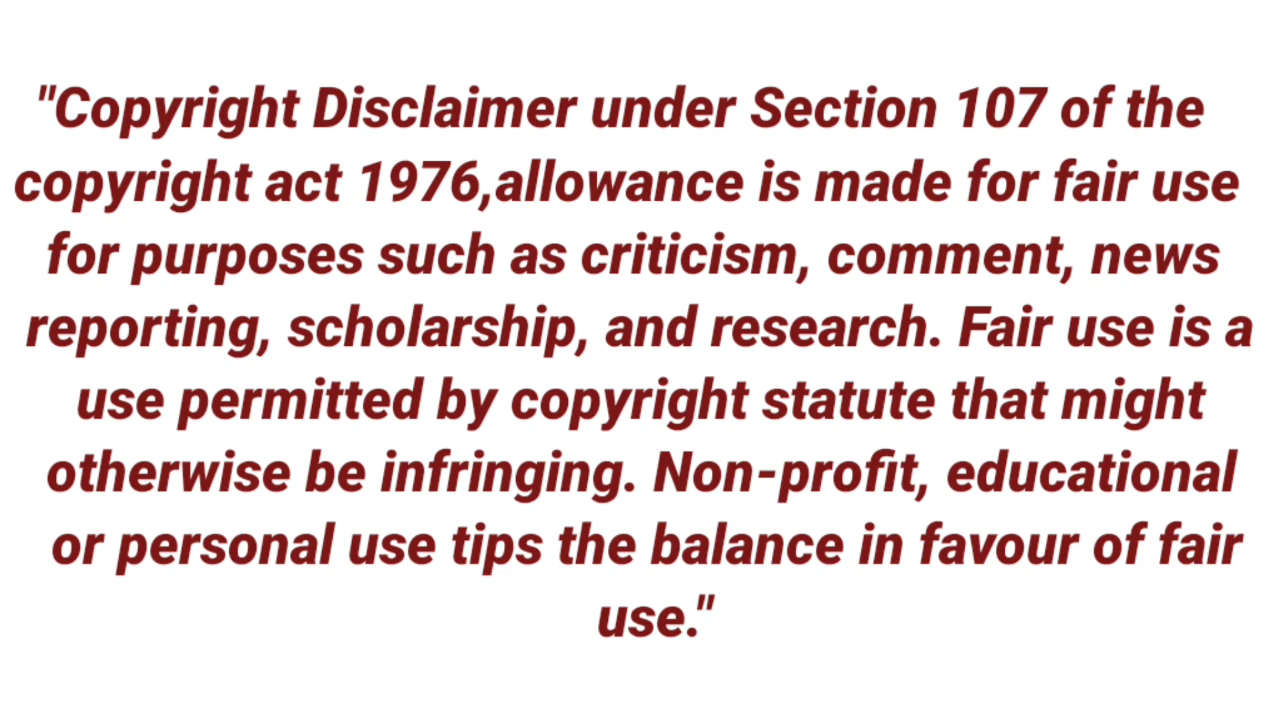 "Copyright Disclaimer under Section 107 of the
copyright act 1976,allowance is made for fair use
for purposes such as criticism, comment, news
reporting, scholarship, and research. Fair use is a
use permitted by copyright statute that might
otherwise be infringing. Non-profit, educational
or personal use tips the balance in favour of fair
use."